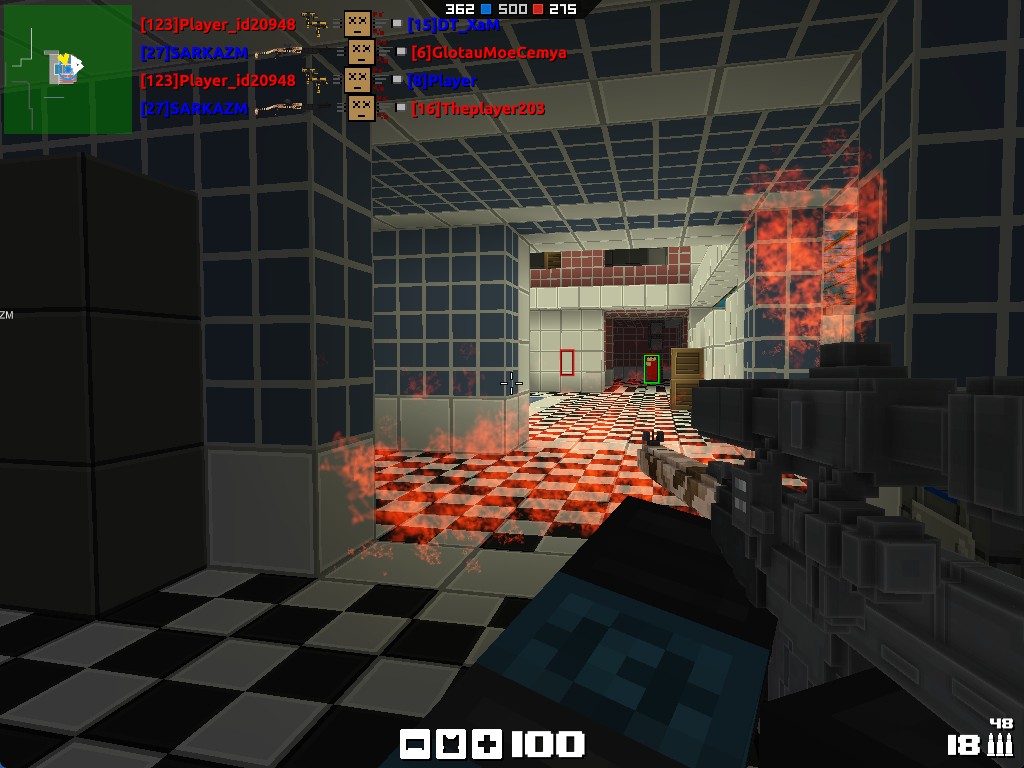 362 500 215
[123]Player_id20948 [15]DT_XaM
[27]SARKAZM [6]GlotauMoeCemya
[123]Player_id20948 [8]Player
[27]SARKAZM [16]Theplayer203
ZM
100
48
18